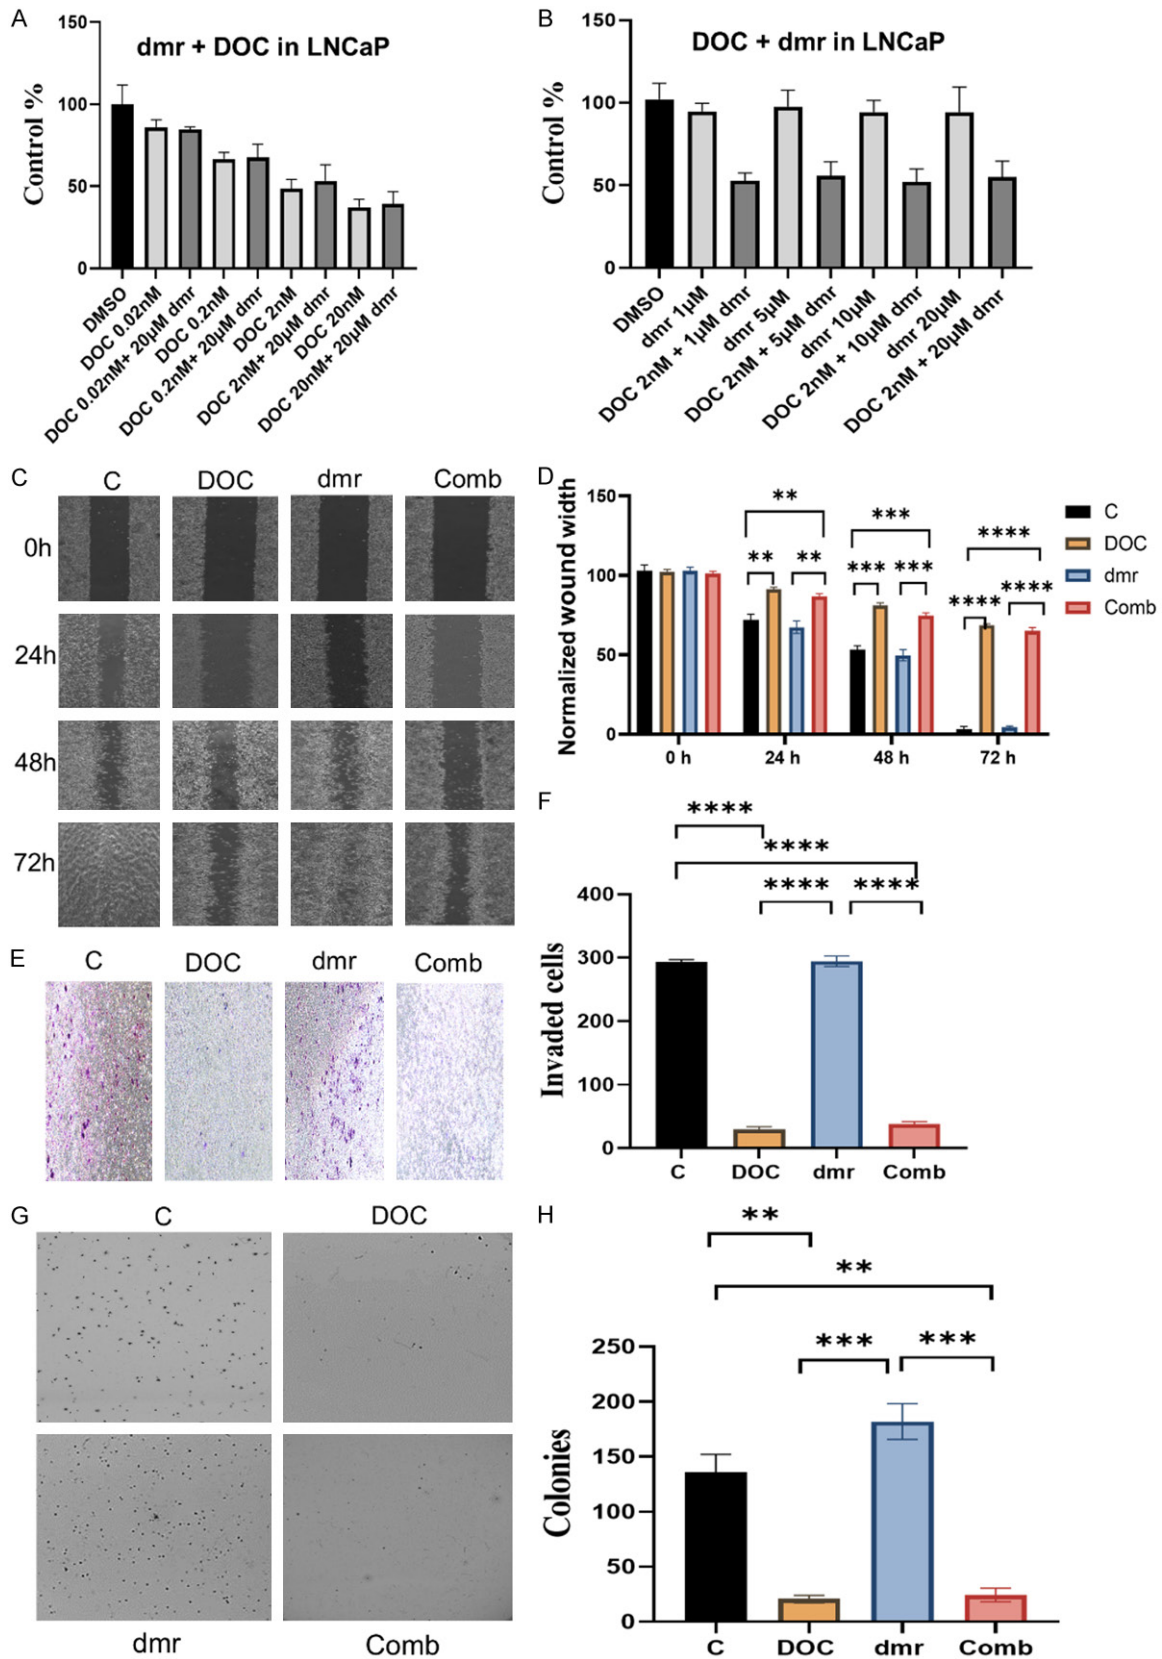 A
dmr + DOC in LNCaP
Control %
150
100
50
0
DMSO
DOC 0.02nM
DOC 0.02nM+ 20µM dmr
DOC 0.2nM
DOC 0.2nM+ 20µM dmr
DOC 2nM
DOC 2nM+ 20µM dmr
DOC 20nM
DOC 20nM+ 20µM dmr
B
DOC + dmr in LNCaP
Control %
150
100
50
0
DMSO
dmr 1µM
DOC 2nM + 1µM dmr
dmr 5µM
DOC 2nM + 5µM dmr
dmr 10µM
DOC 2nM + 10µM dmr
dmr 20µM
DOC 2nM + 20µM dmr
C
C DOC dmr Comb
0h
24h
48h
72h
D
Normalized wound width
150
100
50
0
** *** ****
** ** *** *** **** ****
0 h 24 h 48 h 72 h
C
DOC
dmr
Comb
E
C DOC dmr Comb
F
****
****
**** ****
Invaded cells
400
300
200
100
0
C DOC dmr Comb
G
C DOC
dmr Comb
H
**
**
*** ***
Colonies
250
200
150
100
50
0
C DOC dmr Comb